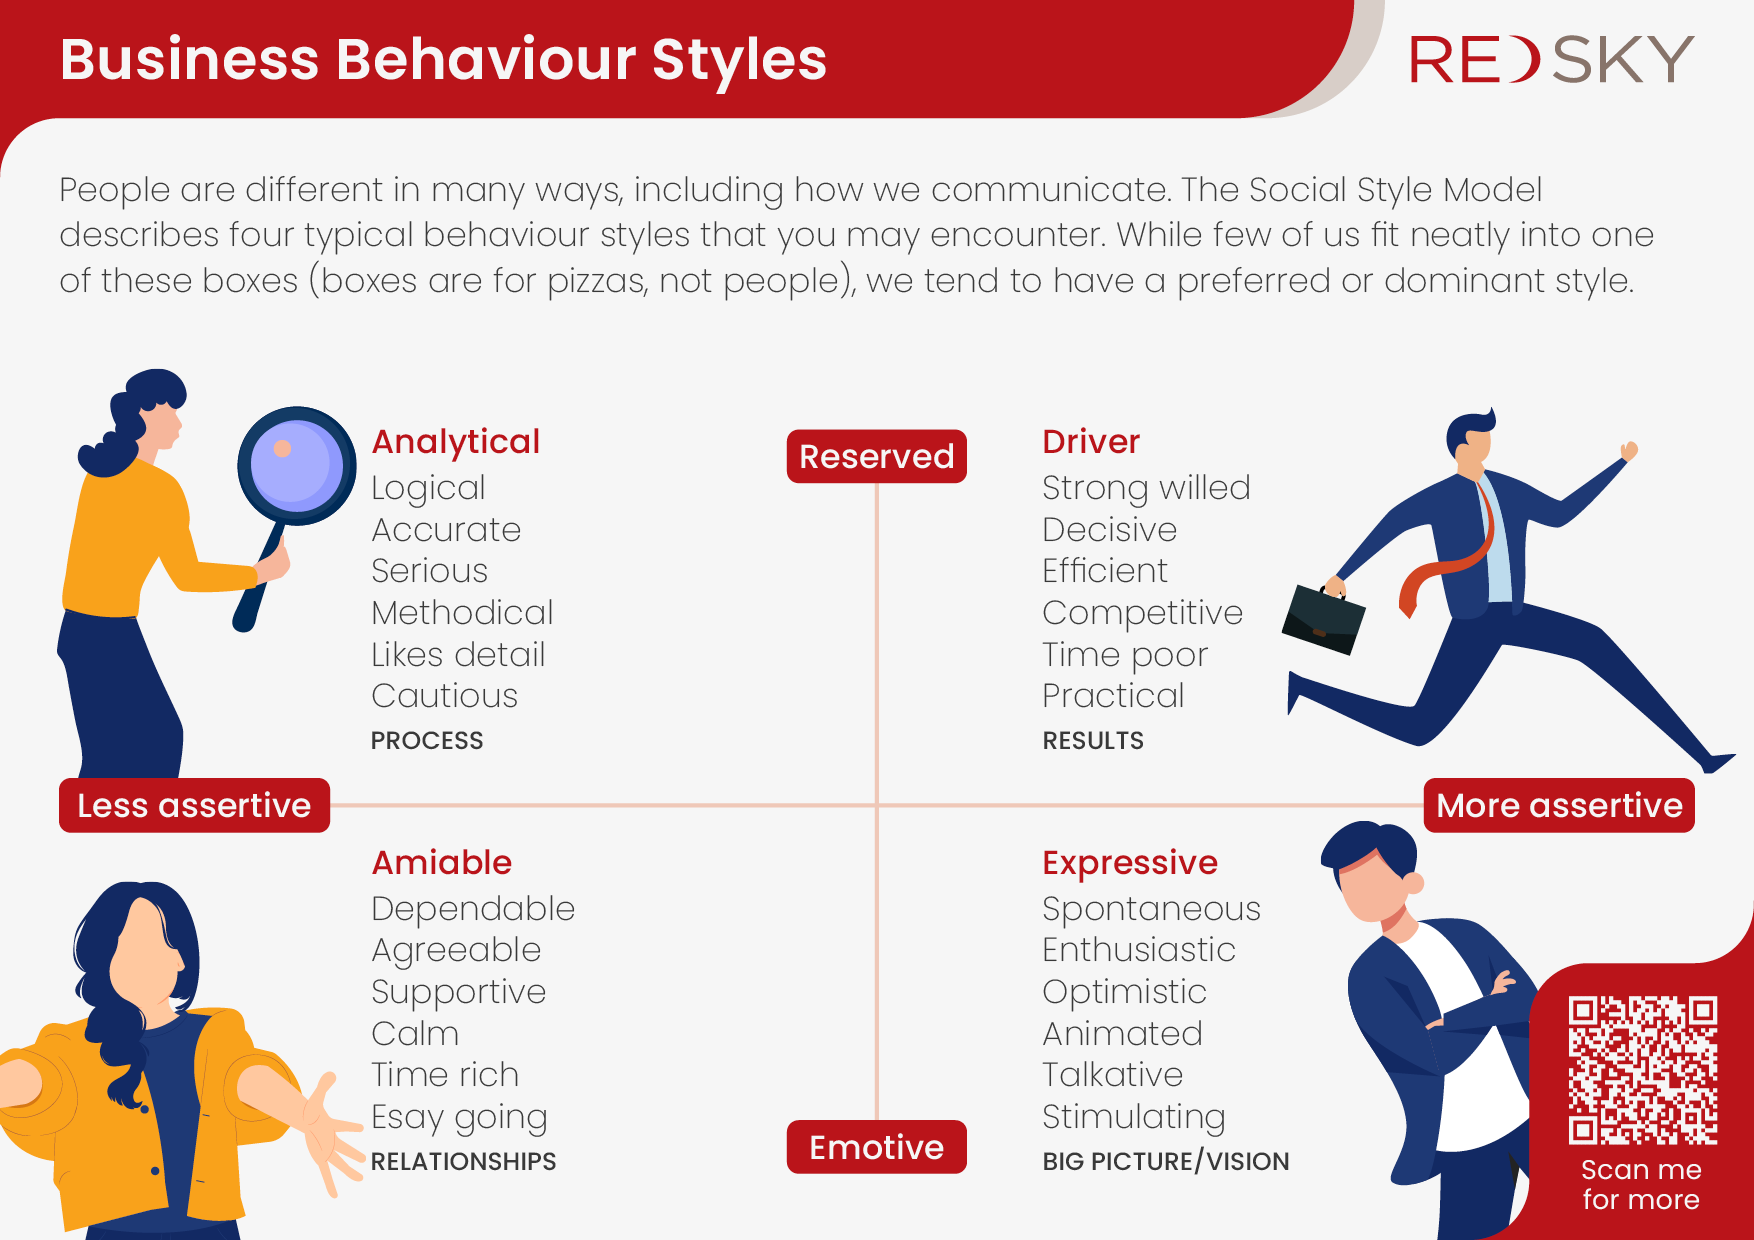 Business Behaviour Styles
REDSKY
People are different in many ways, including how we communicate. The Social Style Model
describes four typical behaviour styles that you may encounter. While few of us fit neatly into one
of these boxes (boxes are for pizzas, not people), we tend to have a preferred or dominant style.
Analytical
Logical
Accurate
Serious
Methodical
Likes detail
Cautious
PROCESS
Reserved
Driver
Strong willed
Decisive
Efficient
Competitive
Time poor
Practical
RESULTS
Less assertive
More assertive
Amiable
Dependable
Agreeable
Supportive
Calm
Time rich
Esay going
RELATIONSHIPS
Emotive
Expressive
Spontaneous
Enthusiastic
Optimistic
Animated
Talkative
Stimulating
BIG PICTURE/VISION
Scan me
for more